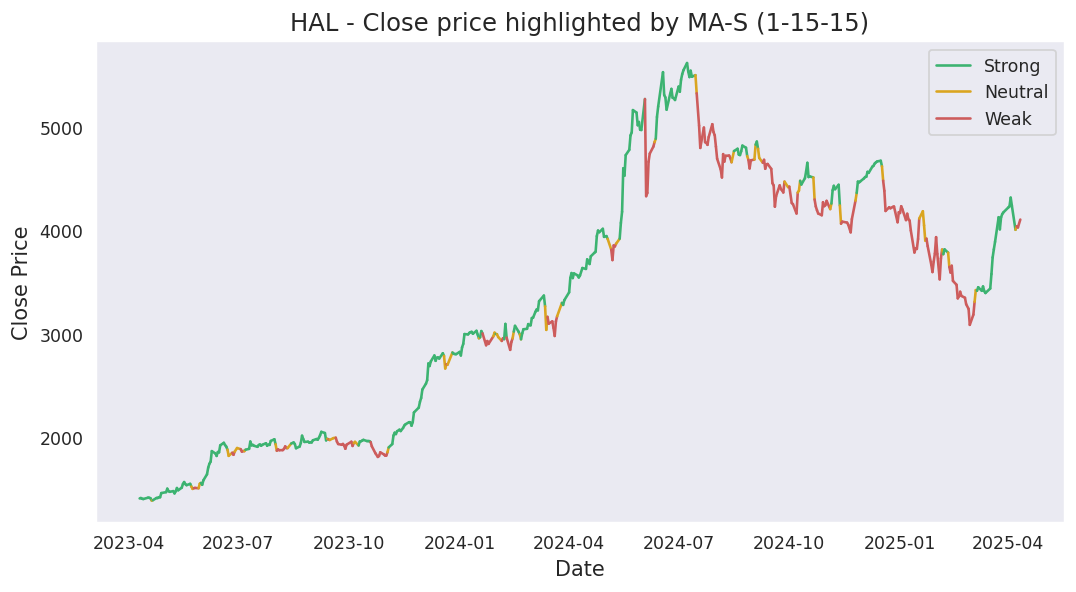 HAL - Close price highlighted by MA-S (1-15-15)
Strong
Neutral
Weak
Close Price
5000
4000
3000
2000
2023-04 2023-07 2023-10 2024-01 2024-04 2024-07 2024-10 2025-01 2025-04
Date